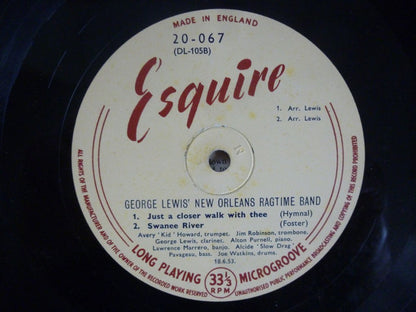 MADE IN ENGLAND
20-067
(DL-105B)
Esquire
1. Arr. Lewis
2. Arr. Lewis
GEORGE LEWIS' NEW ORLEANS RAGTIME BAND
1. Just a closer walk with thee (Hymnal)
2. Swanee River (Foster)
Avery 'Kid' Howard, trumpet. Jim Robinson, trombone.
George Lewis, clarinet. Alton Purnell, piano.
Lawrence Marrero, banjo. Alcide 'Slow Drag'
Pavageau, bass. Joe Watkins, drums.
18.6.53.
LONG PLAYING 33⅓ RPM MICROGROOVE
ALL RIGHTS OF THE MANUFACTURER AND OF THE OWNER OF THE RECORDED WORK RESERVED
UNAUTHORISED PUBLIC PERFORMANCE BROADCASTING AND COPYING OF THIS RECORD PROHIBITED